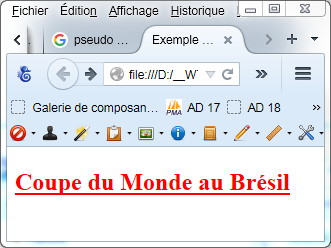 Fichier Édition Affichage Historique
pseudo ... Exemple ...
file:///D:/__W
Galerie de composan... PMA AD 17 AD 18
Coupe du Monde au Brésil